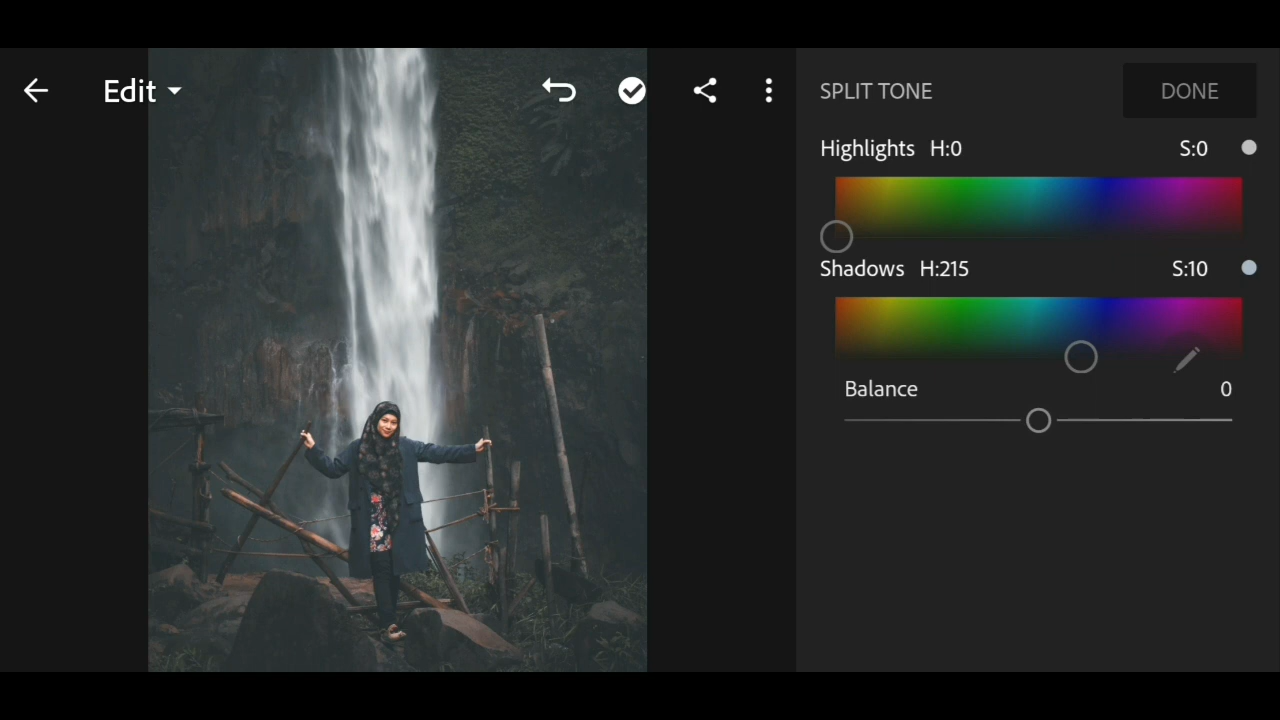 Edit
SPLIT TONE
DONE
Highlights H:0 S:0
Shadows H:215 S:10
Balance 0